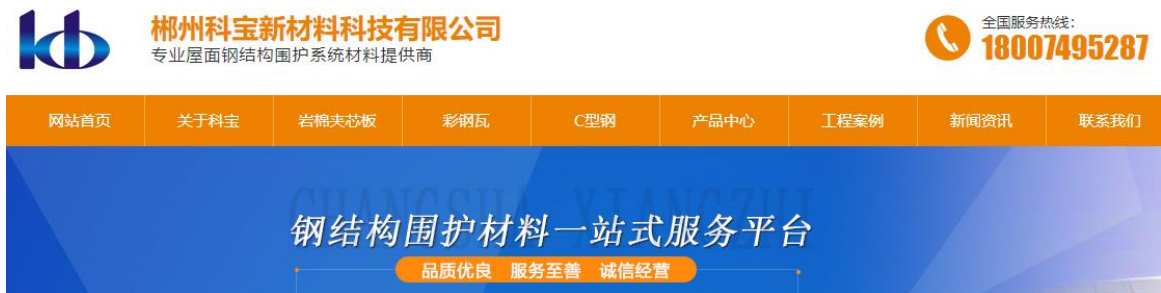 kb
郴州科宝新材料科技有限公司
专业屋面钢结构围护系统材料提供商
全国服务热线:
18007495287
网站首页 关于科宝 岩棉夹芯板 彩钢瓦 C型钢 产品中心 工程案例 新闻资讯 联系我们
CHANGSHA XIANGZHI
钢结构围护材料一站式服务平台
品质优良 服务至善 诚信经营